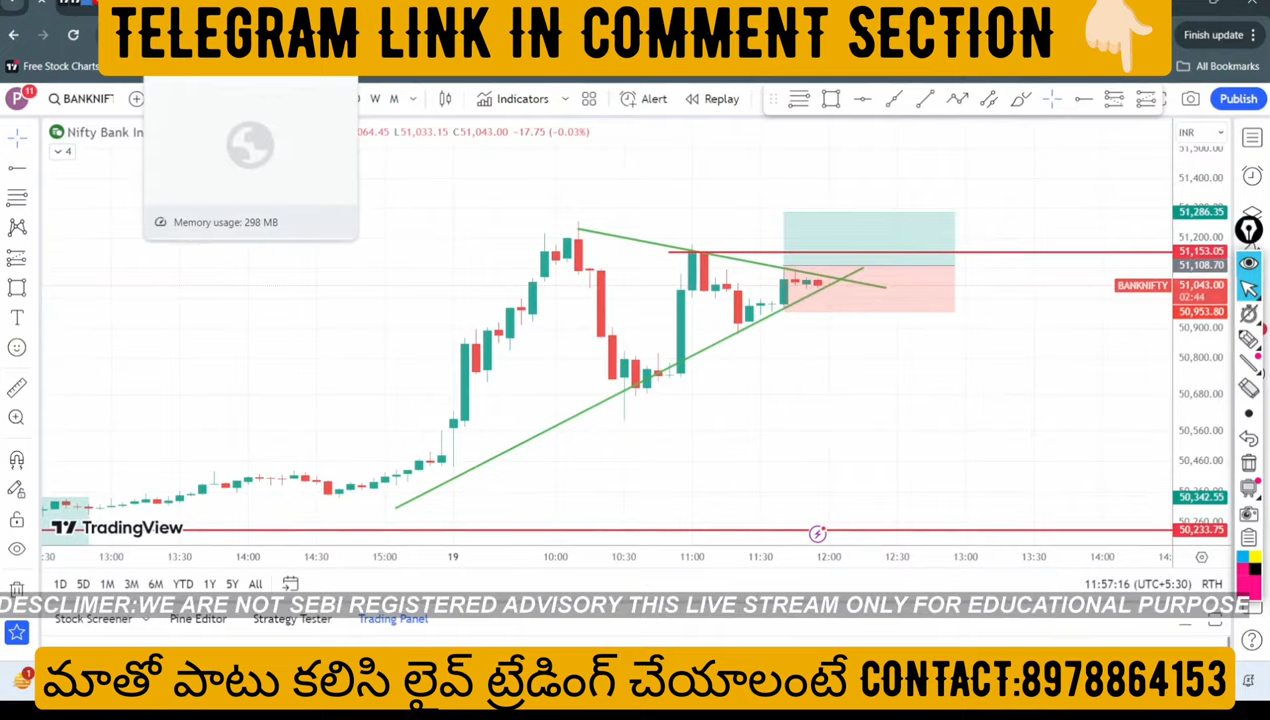 TELEGRAM LINK IN COMMENT SECTION
Finish update
Free Stock Charts
All Bookmarks
P 11 BANKNIFT W M Indicators Alert Replay Publish
Nifty Bank In 064.45 L51,033.15 C51,043.00 -17.75 (-0.03%) INR
4
Memory usage: 298 MB
51,400.00
51,286.35
51,200.00
51,153.05
51,108.70
BANKNIFTY 51,043.00
02:44
50,953.80
50,900.00
50,800.00
50,680.00
50,560.00
50,460.00
50,342.55
50,260.00
50,233.75
TradingView
:30 13:00 13:30 14:00 14:30 15:00 19 10:00 10:30 11:00 11:30 12:00 12:30 13:00 13:30 14:00 14:
1D 5D 1M 3M 6M YTD 1Y 5Y All 11:57:16 (UTC+5:30) RTH
DESCLIMER:WE ARE NOT SEBI REGISTERED ADVISORY THIS LIVE STREAM ONLY FOR EDUCATIONAL PURPOSE
Stock Screener Pine Editor Strategy Tester Trading Panel
మాతో పాటు కలిసి లైవ్ ట్రేడింగ్ చేయాలంటే CONTACT:8978864153